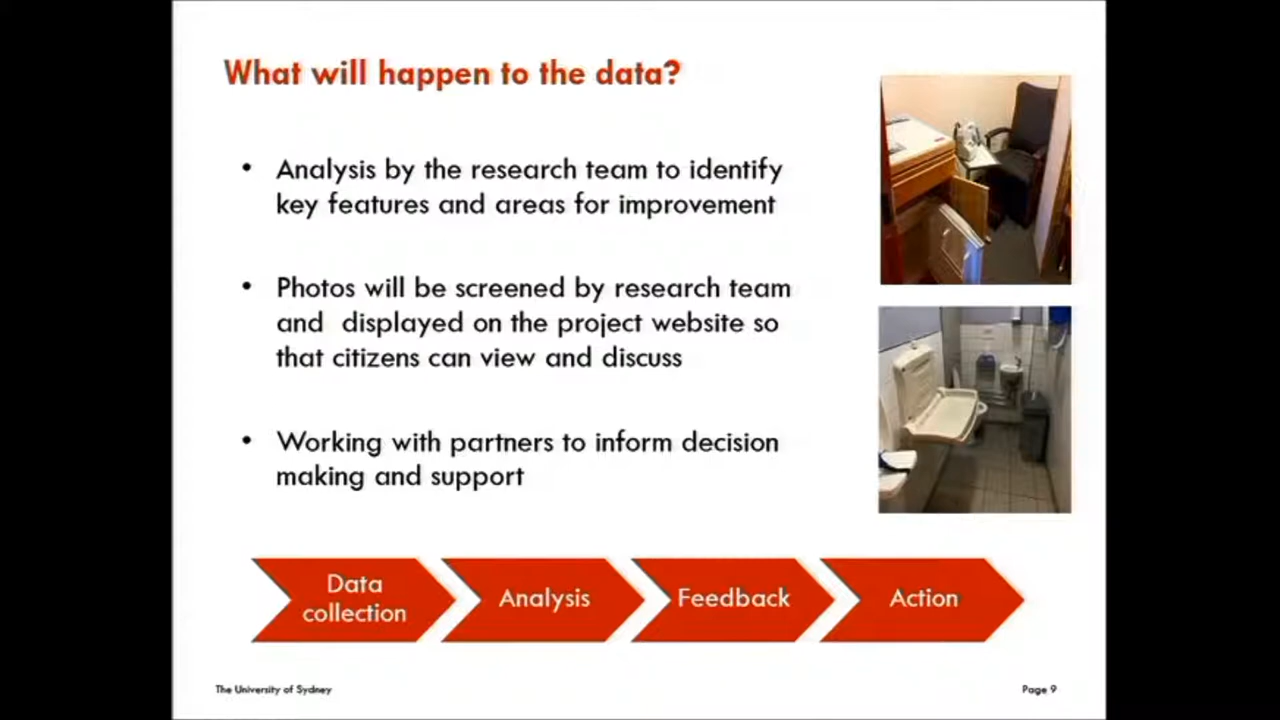 What will happen to the data?
• Analysis by the research team to identify
key features and areas for improvement
• Photos will be screened by research team
and displayed on the project website so
that citizens can view and discuss
• Working with partners to inform decision
making and support
Data
collection
Analysis
Feedback
Action
The University of Sydney
Page 9